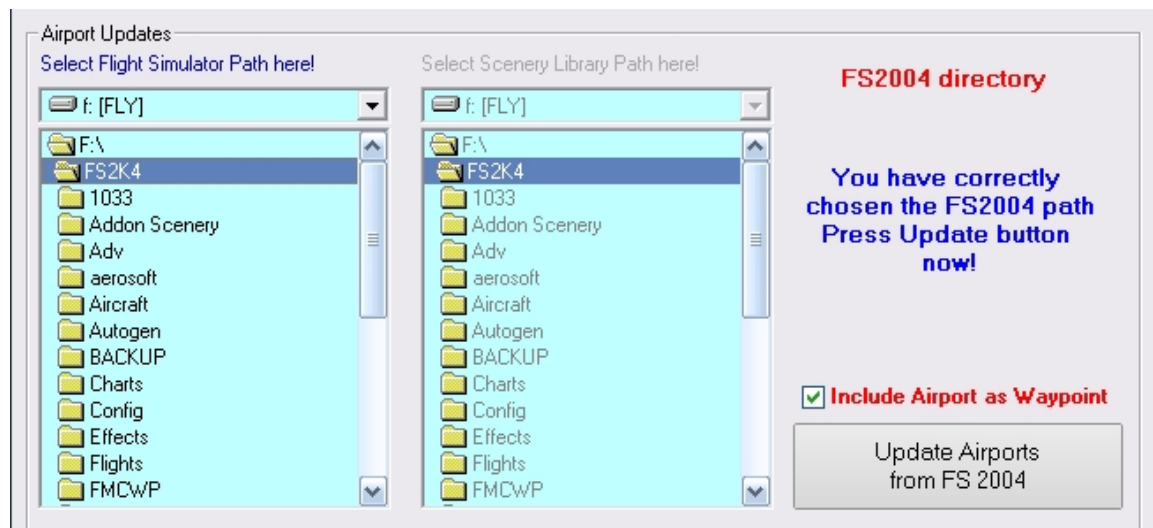 Airport Updates
Select Flight Simulator Path here!
f: [FLY]
F:\
FS2K4
1033
Addon Scenery
Adv
aerosoft
Aircraft
Autogen
BACKUP
Charts
Config
Effects
Flights
FMCWP
Select Scenery Library Path here!
f: [FLY]
F:\
FS2K4
1033
Addon Scenery
Adv
aerosoft
Aircraft
Autogen
BACKUP
Charts
Config
Effects
Flights
FMCWP
FS2004 directory
You have correctly
chosen the FS2004 path
Press Update button
now!
Include Airport as Waypoint
Update Airports
from FS 2004